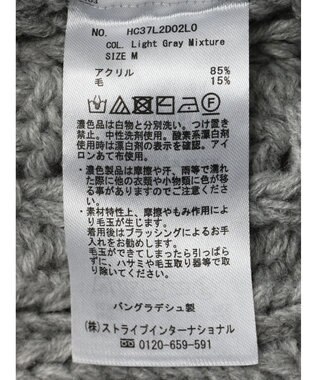 NO. HC37L2D02L0
COL. Light Gray Mixture
SIZE M
アクリル 85%
毛 15%
濃色品は白物と分別洗い。つけ置き
禁止。中性洗剤使用。酸素系漂白剤
使用時は漂白剤の表示を確認。アイ
ロンあて布使用。
・濃色製品は摩擦や汗、雨等で濡れ
た際に他の衣類や小物類に色が移
る事がありますのでご注意くださ
い。
・素材特性上、摩擦やもみ作用によ
り毛玉が生じます。
着用後はブラッシングによるお手
入れをお勧めします。
毛玉ができてしまったら引っぱら
ずに、ハサミや毛玉取り器等で取
り除いてください。
バングラデシュ製
(株)ストライプインターナショナル
0120-659-591